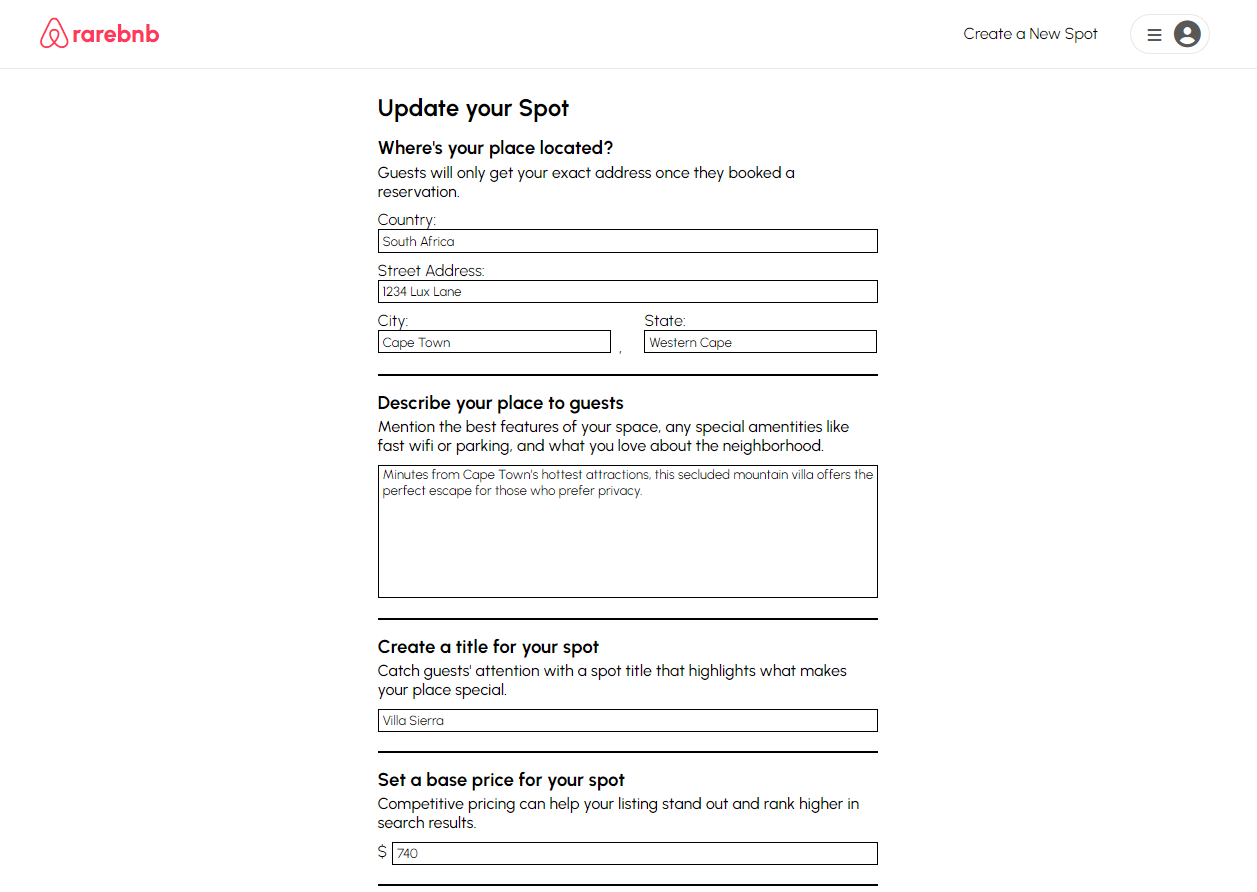 rarebnb
Create a New Spot
Update your Spot
Where's your place located?
Guests will only get your exact address once they booked a
reservation.
Country:
South Africa
Street Address:
1234 Lux Lane
City:
State:
Cape Town
,
Western Cape
Describe your place to guests
Mention the best features of your space, any special amentities like
fast wifi or parking, and what you love about the neighborhood.
Minutes from Cape Town's hottest attractions, this secluded mountain villa offers the
perfect escape for those who prefer privacy.
Create a title for your spot
Catch guests' attention with a spot title that highlights what makes
your place special.
Villa Sierra
Set a base price for your spot
Competitive pricing can help your listing stand out and rank higher in
search results.
$ 740